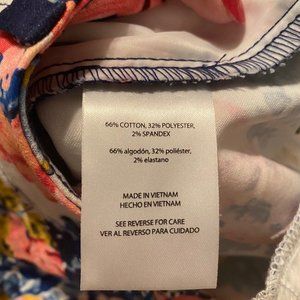 66% COTTON, 32% POLYESTER,
2% SPANDEX
66% algodón, 32% poliéster,
2% elastano
MADE IN VIETNAM
HECHO EN VIETNAM
SEE REVERSE FOR CARE
VER AL REVERSO PARA CUIDADO